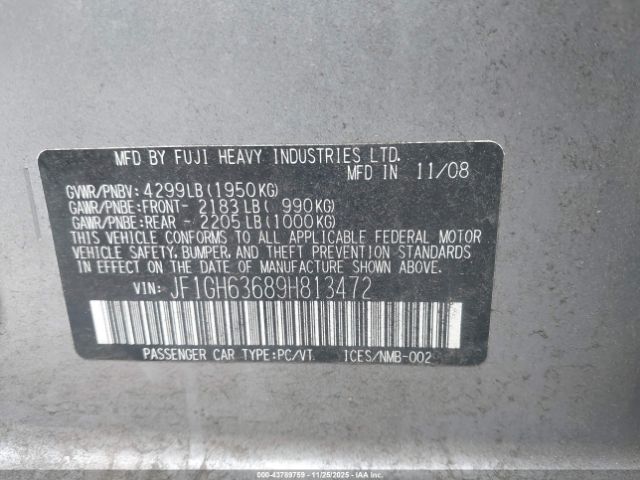 MFD BY FUJI HEAVY INDUSTRIES LTD.
MFD IN 11/08
GVWR/PNBV: 4299LB(1950KG)
GAWR/PNBE:FRONT- 2183LB( 990KG)
GAWR/PNBE:REAR - 2205LB(1000KG)
THIS VEHICLE CONFORMS TO ALL APPLICABLE FEDERAL MOTOR
VEHICLE SAFETY, BUMPER, AND THEFT PREVENTION STANDARDS
IN EFFECT ON THE DATE OF MANUFACTURE SHOWN ABOVE.
VIN: JF1GH63689H813472
PASSENGER CAR TYPE:PC/VT. ICES/NMB-002
000-43789759 - 11/25/2025 - IAAI.COM